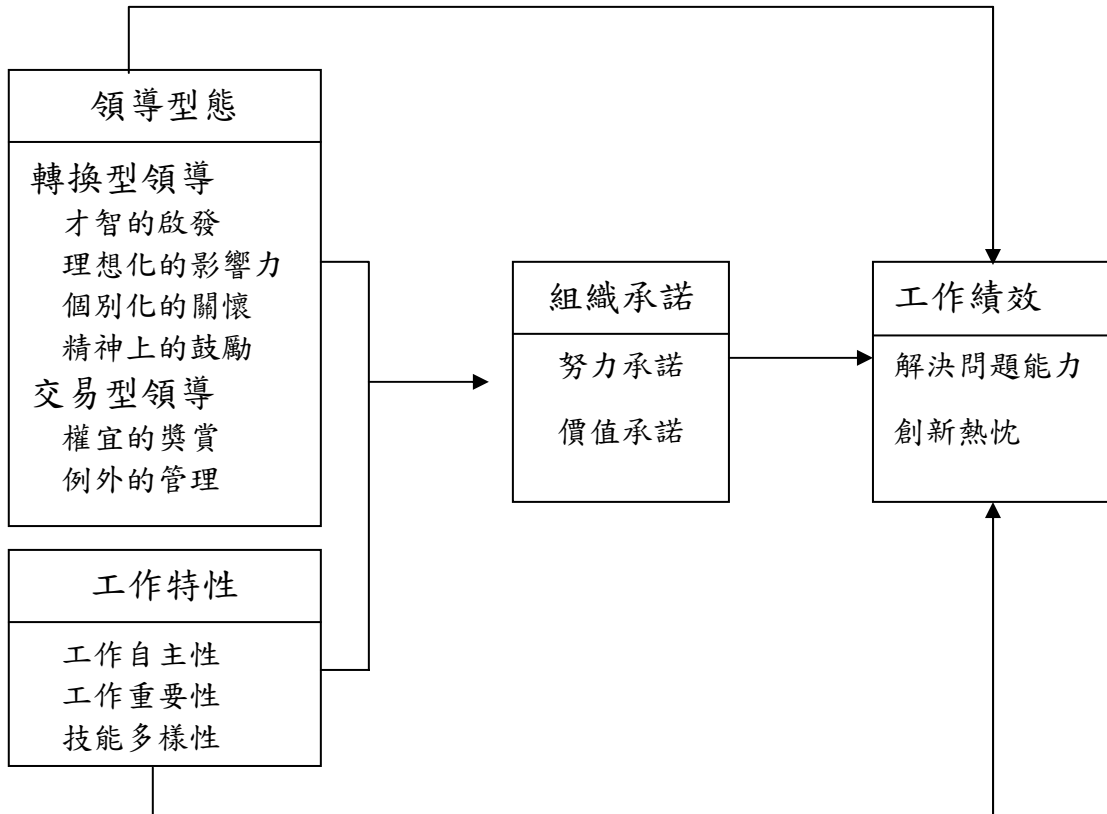 領導型態
轉換型領導
才智的啟發
理想化的影響力
個別化的關懷
精神上的鼓勵
交易型領導
權宜的獎賞
例外的管理
工作特性
工作自主性
工作重要性
技能多樣性
組織承諾
努力承諾
價值承諾
工作績效
解決問題能力
創新熱忱